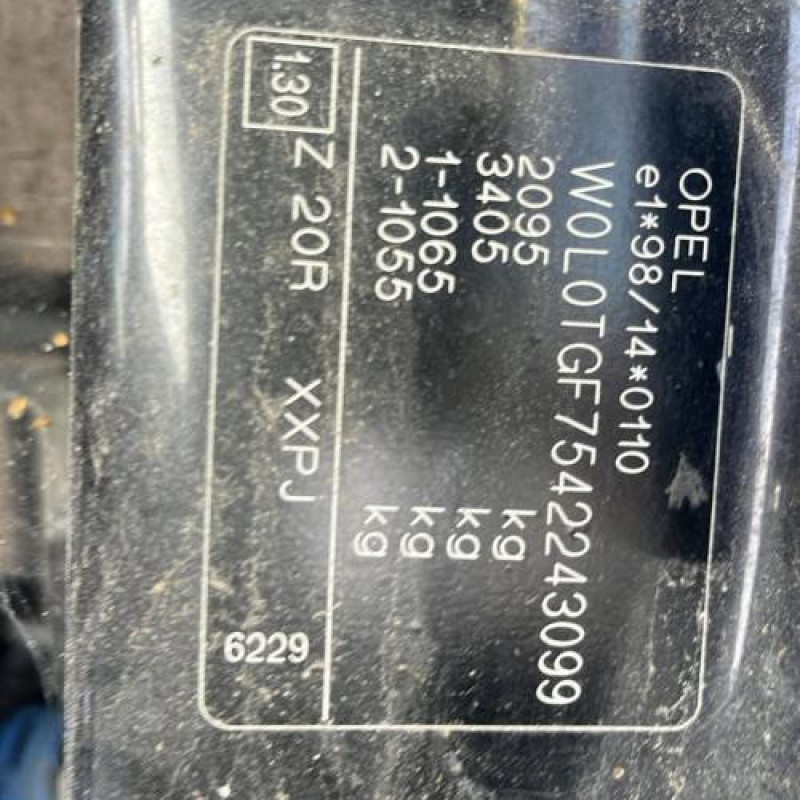 OPEL
e1*98/14*0110
W0L0TGF7542243099
2095 kg
3405 kg
1-1065 kg
2-1055 kg
1.30 Z 20R XXPJ
6229